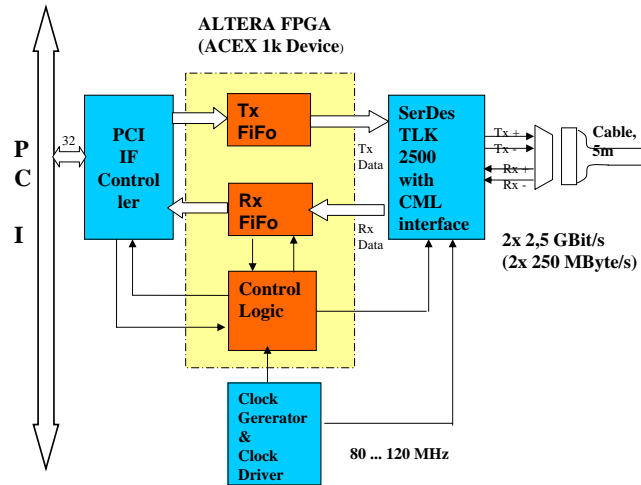 ALTERA FPGA
(ACEX 1k Device)
P
C
I
32
PCI
IF
Control
ler
Tx
FiFo
Rx
FiFo
Control
Logic
Tx
Data
Rx
Data
SerDes
TLK
2500
with
CML
interface
Tx +
Tx -
Rx +
Rx -
Cable,
5m
2x 2,5 GBit/s
(2x 250 MByte/s)
Clock
Gererator
&
Clock
Driver
80 ... 120 MHz